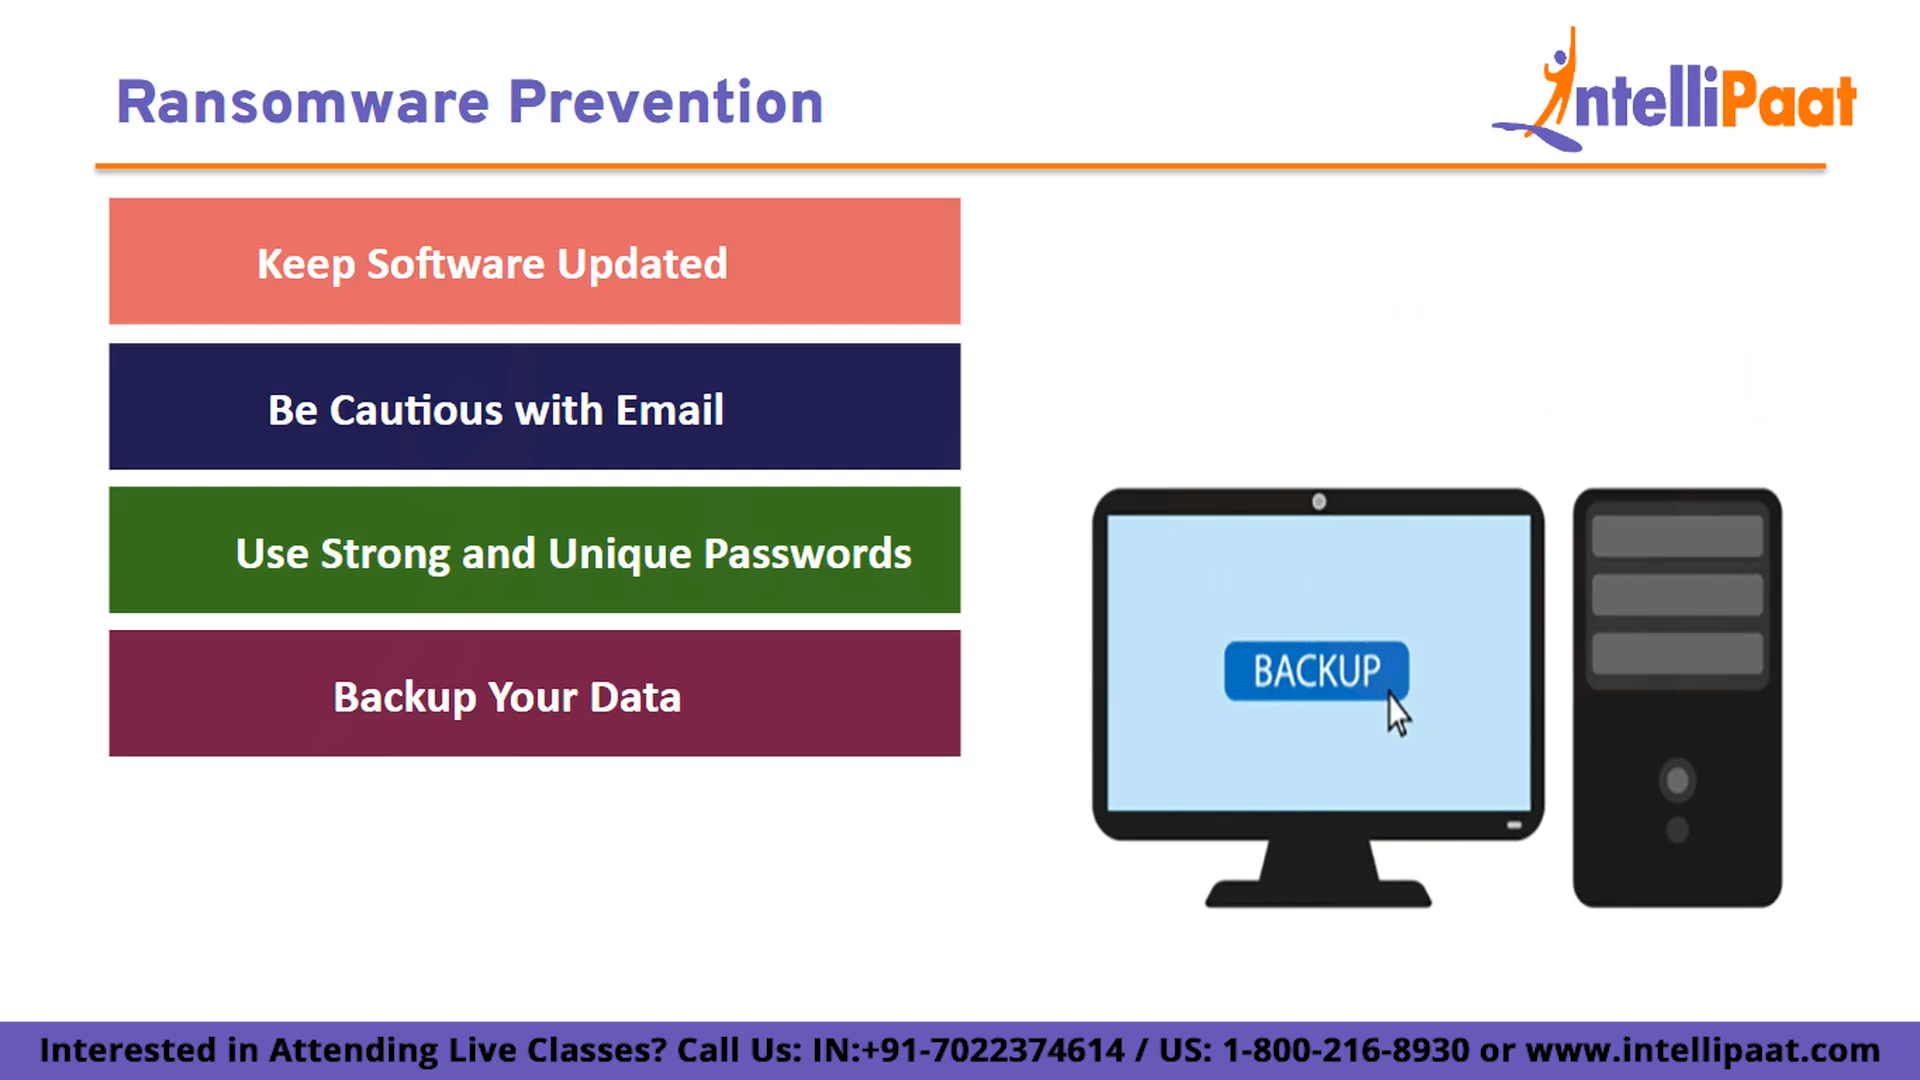 Ransomware Prevention
IntelliPaat
Keep Software Updated
Be Cautious with Email
Use Strong and Unique Passwords
Backup Your Data
BACKUP
Interested in Attending Live Classes? Call Us: IN:+91-7022374614 / US: 1-800-216-8930 or www.intellipaat.com